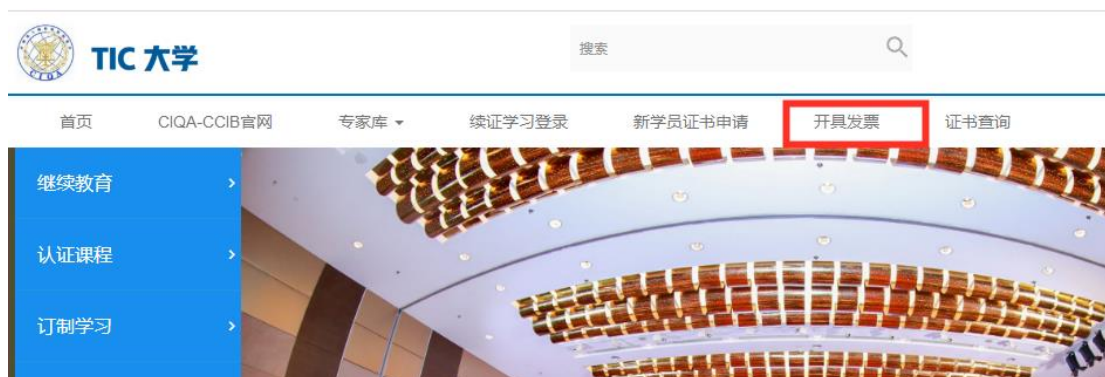 CIQA
TIC 大学
搜索
首页 CIQA-CCIB官网 专家库 续证学习登录 新学员证书申请 开具发票 证书查询
继续教育
认证课程
订制学习